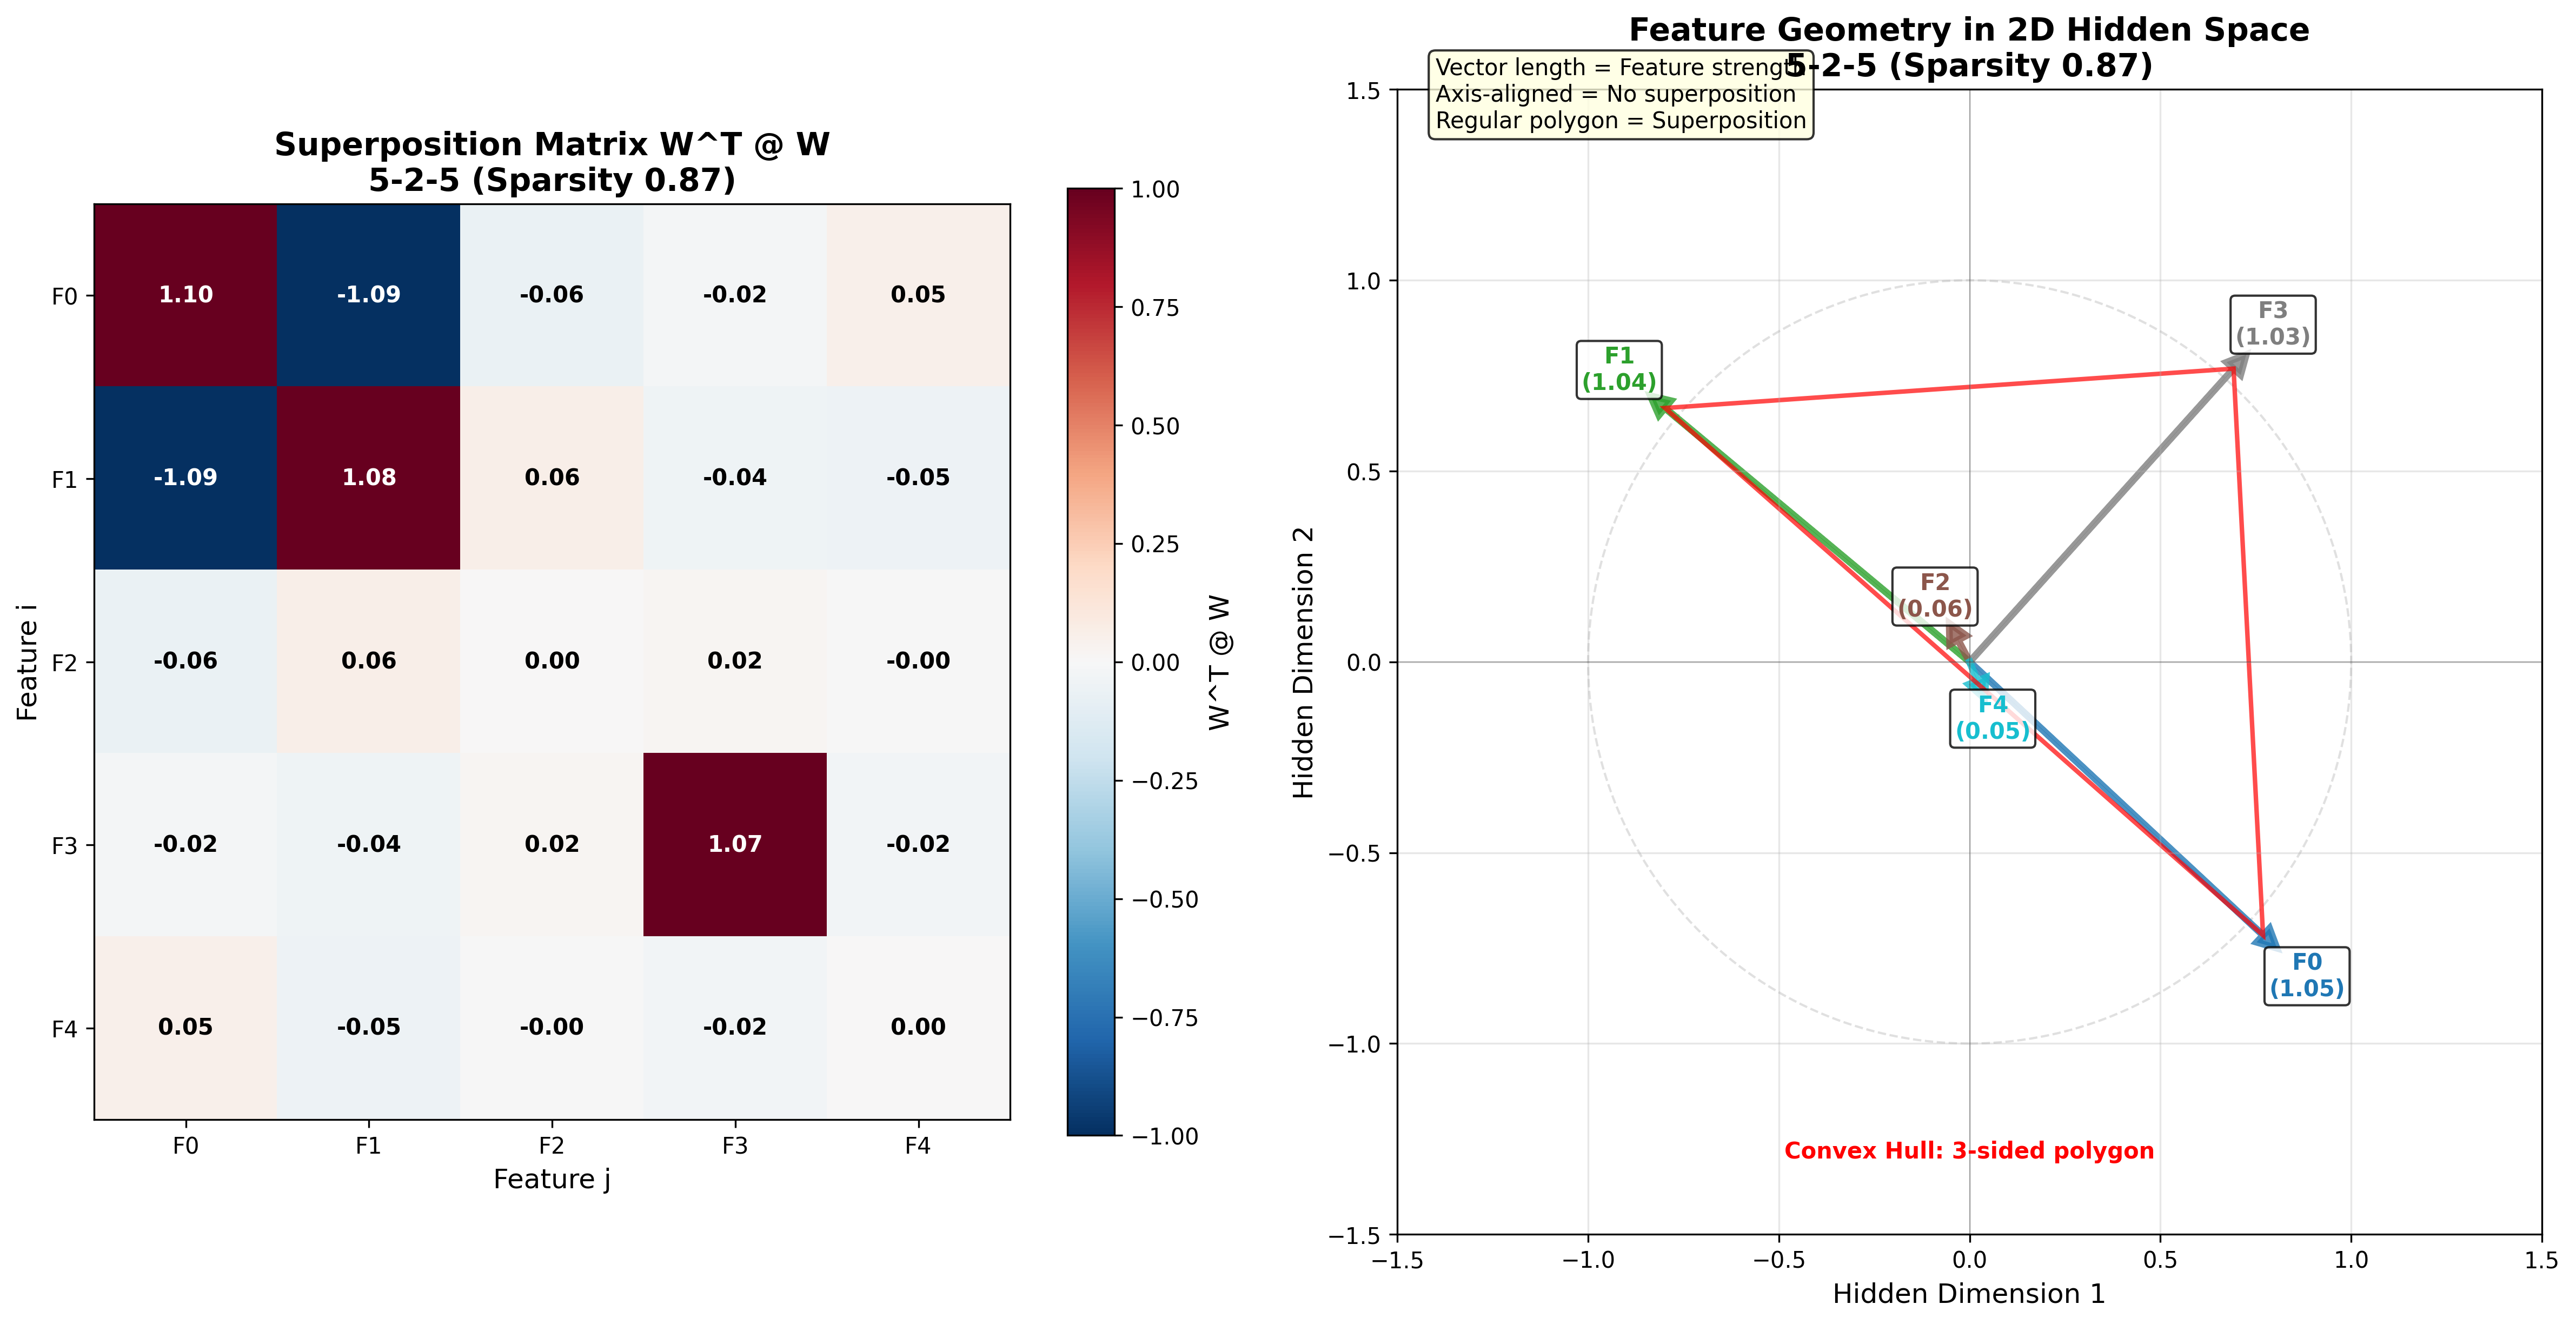 Superposition Matrix W^T @ W
5-2-5 (Sparsity 0.87)
F0
F1
F2
F3
F4
Feature i
1.10 -1.09 -0.06 -0.02 0.05
-1.09 1.08 0.06 -0.04 -0.05
-0.06 0.06 0.00 0.02 -0.00
-0.02 -0.04 0.02 1.07 -0.02
0.05 -0.05 -0.00 -0.02 0.00
F0 F1 F2 F3 F4
Feature j
1.00
0.75
0.50
0.25
0.00
−0.25
−0.50
−0.75
−1.00
W^T @ W
Feature Geometry in 2D Hidden Space
5-2-5 (Sparsity 0.87)
Vector length = Feature strength
Axis-aligned = No superposition
Regular polygon = Superposition
1.5
1.0
0.5
0.0
−0.5
−1.0
−1.5
Hidden Dimension 2
F3
(1.03)
F1
(1.04)
F2
(0.06)
F4
(0.05)
F0
(1.05)
Convex Hull: 3-sided polygon
−1.5 −1.0 −0.5 0.0 0.5 1.0 1.5
Hidden Dimension 1